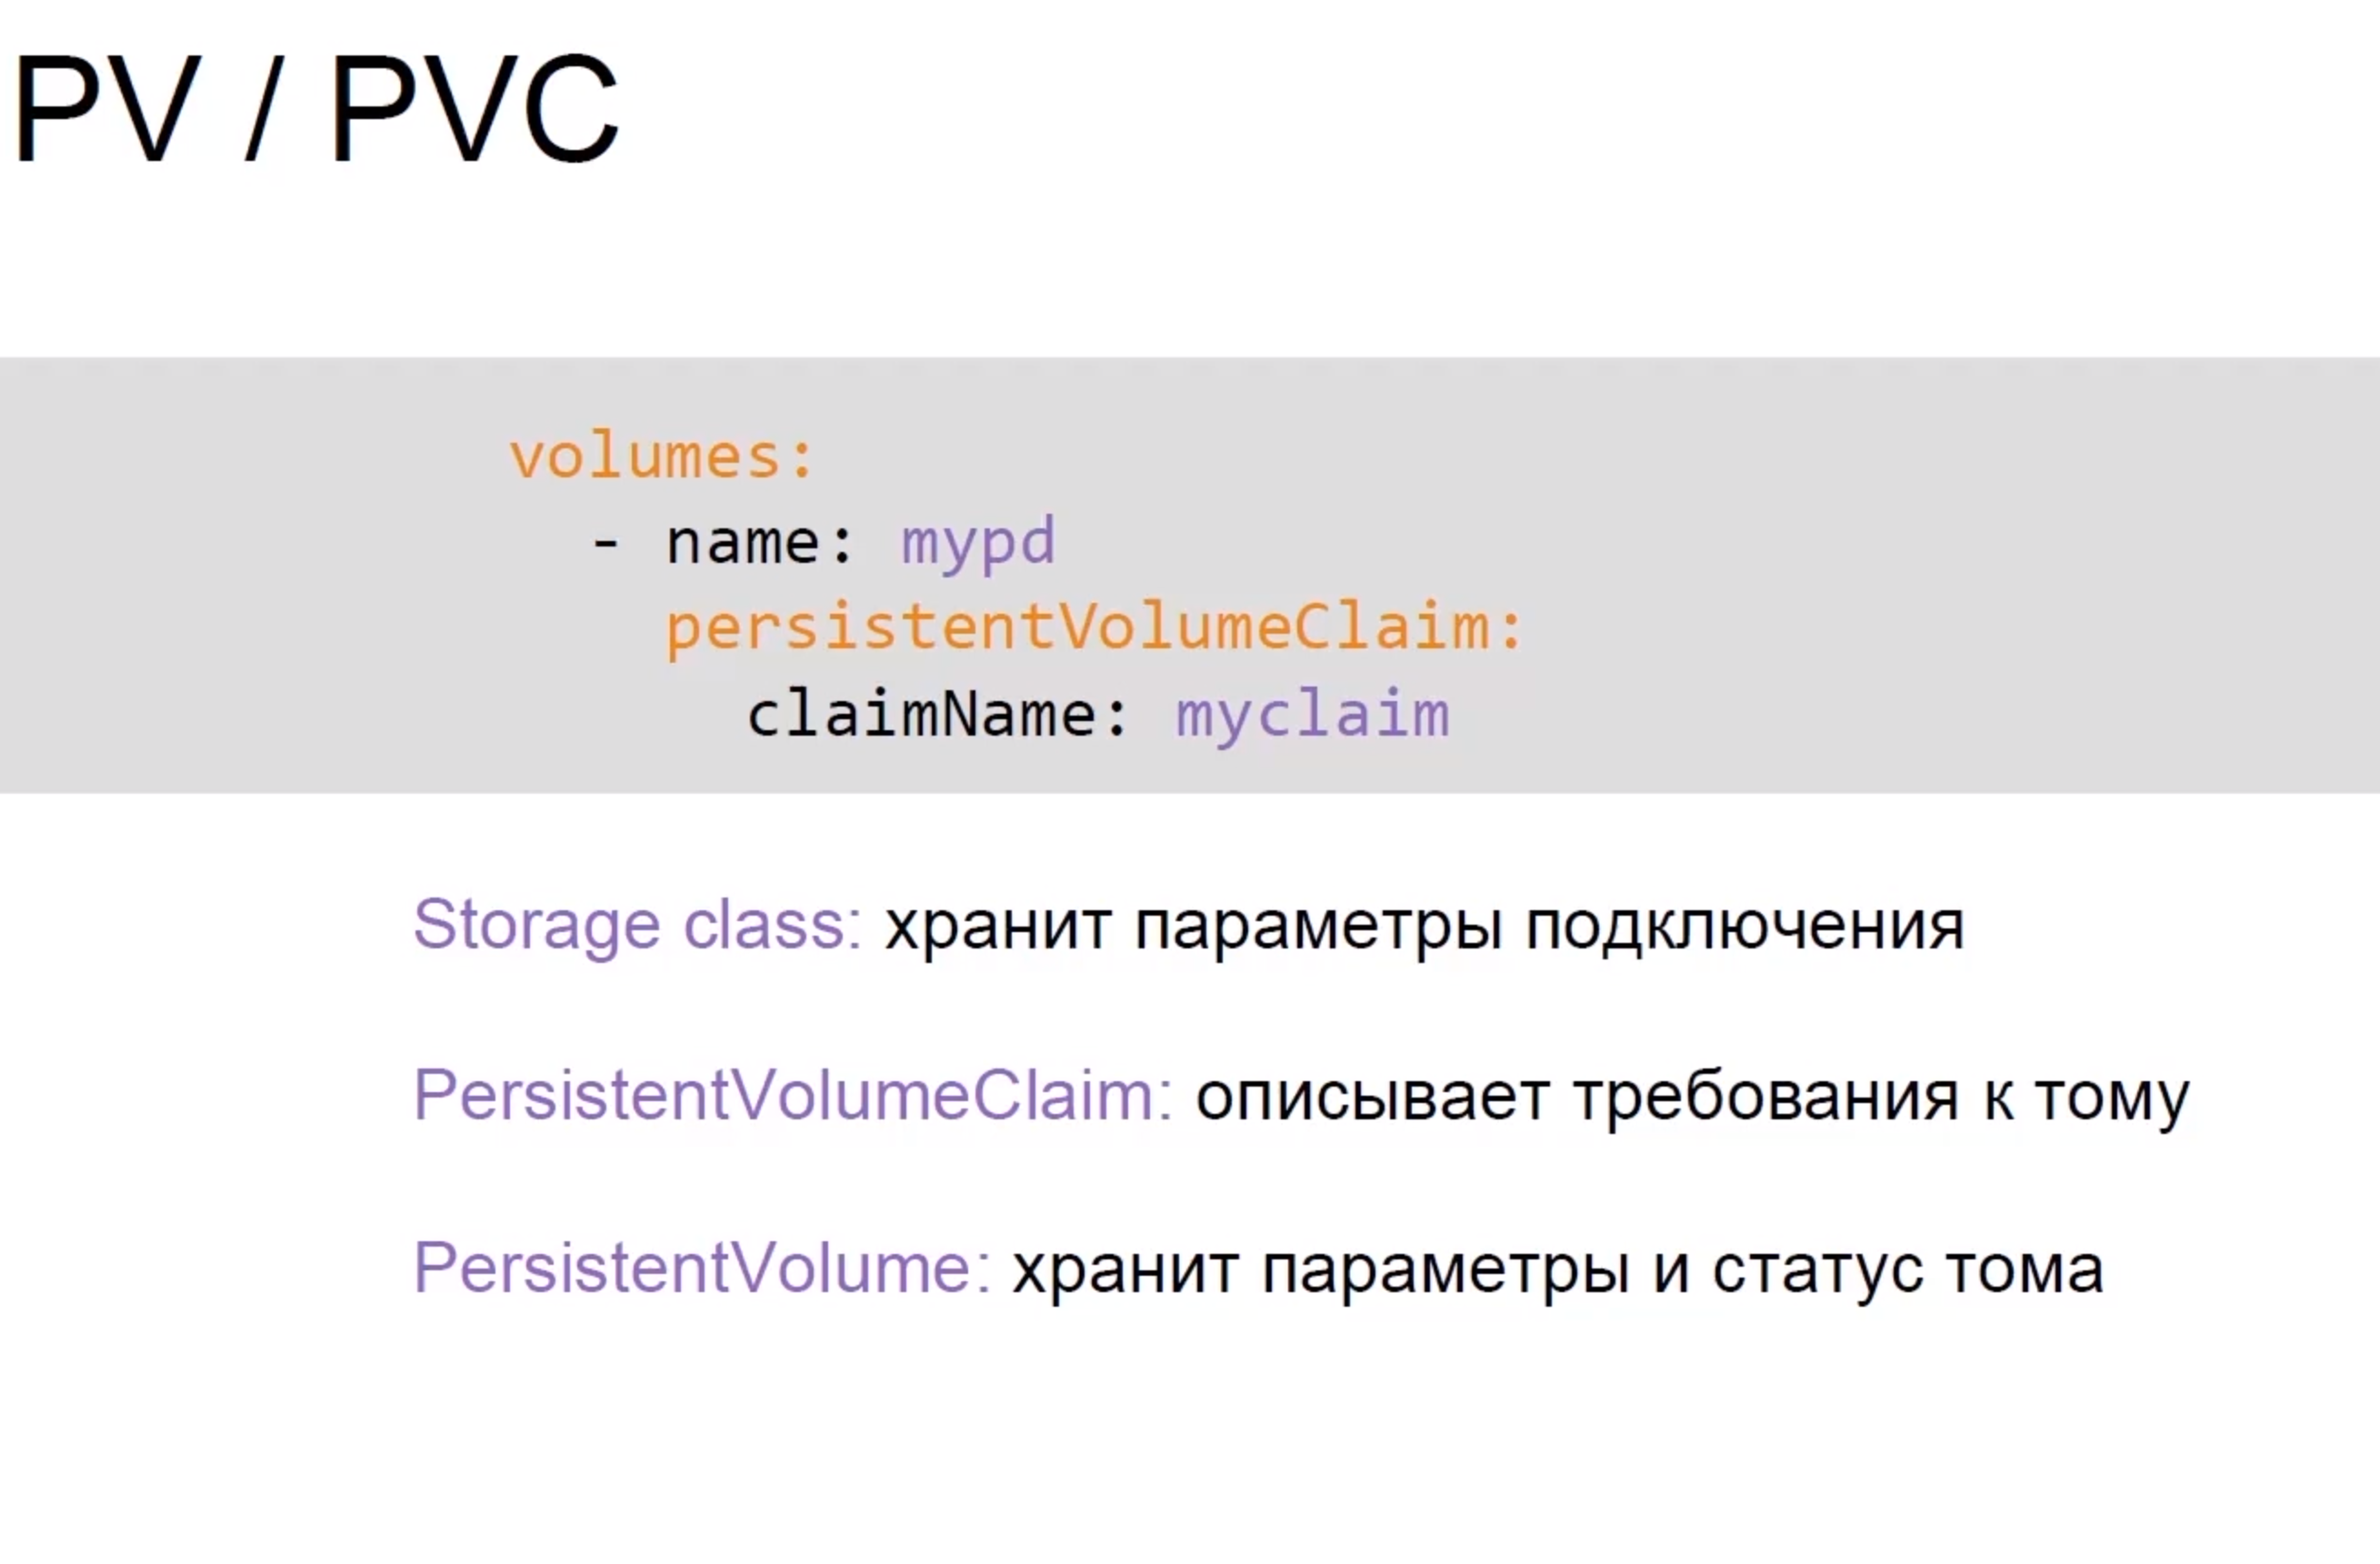 PV / PVC
volumes:
- name: mypd
persistentVolumeClaim:
claimName: myclaim
Storage class: хранит параметры подключения
PersistentVolumeClaim: описывает требования к тому
PersistentVolume: хранит параметры и статус тома